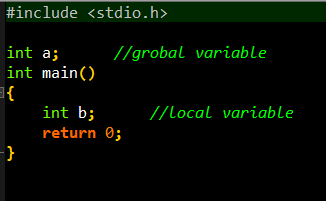 #include <stdio.h>
int a; //grobal variable
int main()
{
int b; //local variable
return 0;
}